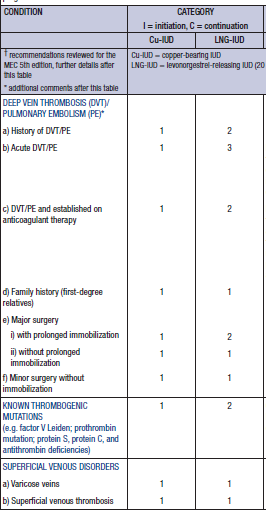 CONDITION
CATEGORY
I = initiation, C = continuation
Cu-IUD LNG-IUD
‡ recommendations reviewed for the
MEC 5th edition, further details after
this table
* additional comments after this table
Cu-IUD = copper-bearing IUD
LNG-IUD = levonorgestrel-releasing IUD (20
DEEP VEIN THROMBOSIS (DVT)/
PULMONARY EMBOLISM (PE)*
a) History of DVT/PE 1 2
b) Acute DVT/PE 1 3
c) DVT/PE and established on 1 2
anticoagulant therapy
d) Family history (first-degree 1 1
relatives)
e) Major surgery
i) with prolonged immobilization 1 2
ii) without prolonged 1 1
immobilization
f) Minor surgery without 1 1
immobilization
KNOWN THROMBOGENIC 1 2
MUTATIONS
(e.g. factor V Leiden; prothrombin
mutation; protein S, protein C, and
antithrombin deficiencies)
SUPERFICIAL VENOUS DISORDERS
a) Varicose veins 1 1
b) Superficial venous thrombosis 1 1